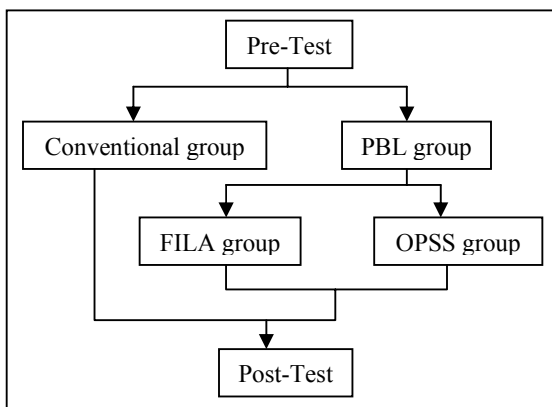 Pre-Test
Conventional group
PBL group
FILA group
OPSS group
Post-Test